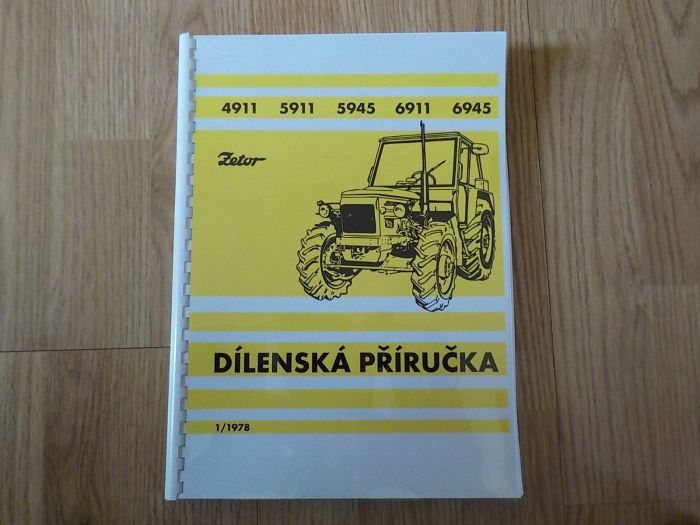 4911 5911 5945 6911 6945
Zetor
DÍLENSKÁ PŘÍRUČKA
1/1978